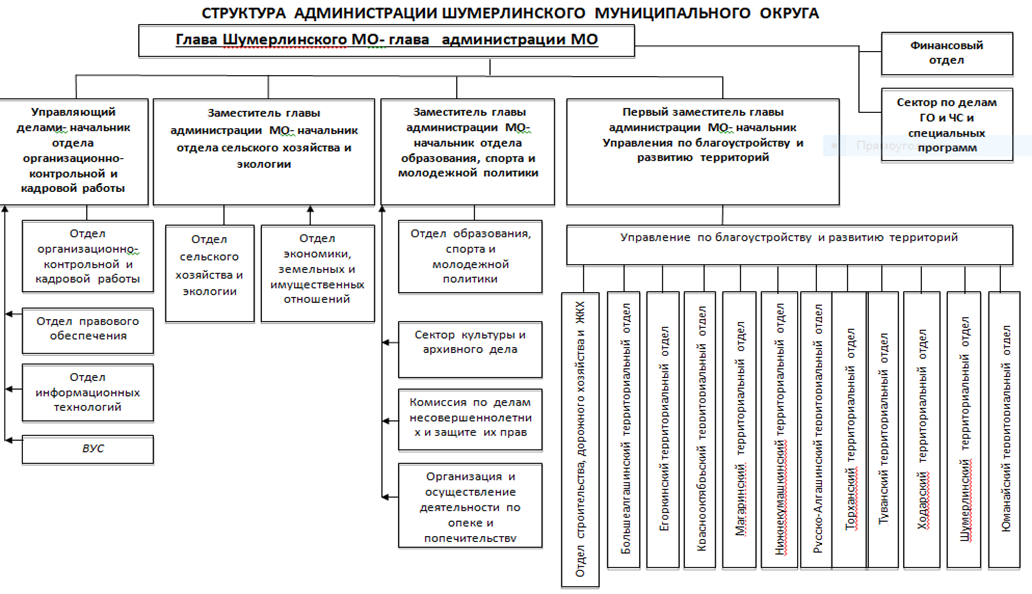 СТРУКТУРА АДМИНИСТРАЦИИ ШУМЕРЛИНСКОГО МУНИЦИПАЛЬНОГО ОКРУГА
Глава Шумерлинского МО- глава администрации МО
Финансовый
отдел
Сектор по делам
ГО и ЧС и
специальных
программ
Управляющий
делами- начальник
отдела
организационно-
контрольной и
кадровой работы
Заместитель главы
администрации МО- начальник
отдела сельского хозяйства и
экологии
Заместитель главы
администрации МО-
начальник отдела
образования, спорта и
молодежной политики
Первый заместитель главы
администрации МО- начальник
Управления по благоустройству и
развитию территорий
Отдел
организационно-
контрольной и
кадровой работы
Отдел правового
обеспечения
Отдел
информационных
технологий
ВУС
Отдел
сельского
хозяйства и
экологии
Отдел
экономики,
земельных и
имущественных
отношений
Отдел образования,
спорта и
молодежной
политики
Сектор культуры и
архивного дела
Комиссия по делам
несовершеннолетни
х и защите их прав
Организация и
осуществление
деятельности по
опеке и
попечительству
Управление по благоустройству и развитию территорий
Отдел строительства, дорожного хозяйства и ЖКХ
Большеалгашинский территориальный отдел
Егоркинский территориальный отдел
Краснооктябрьский территориальный отдел
Магаринский территориальный отдел
Нижнекумашкинский территориальный отдел
Русско-Алгашинский территориальный отдел
Торханский территориальный отдел
Туванский территориальный отдел
Ходарский территориальный отдел
Шумерлинский территориальный отдел
Юманайский территориальный отдел